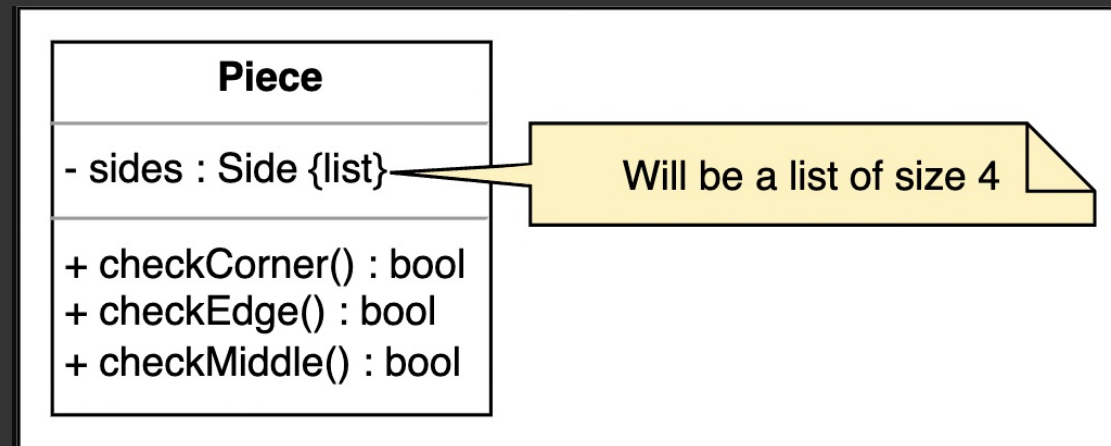 Piece
- sides : Side {list}
Will be a list of size 4
+ checkCorner() : bool
+ checkEdge() : bool
+ checkMiddle() : bool